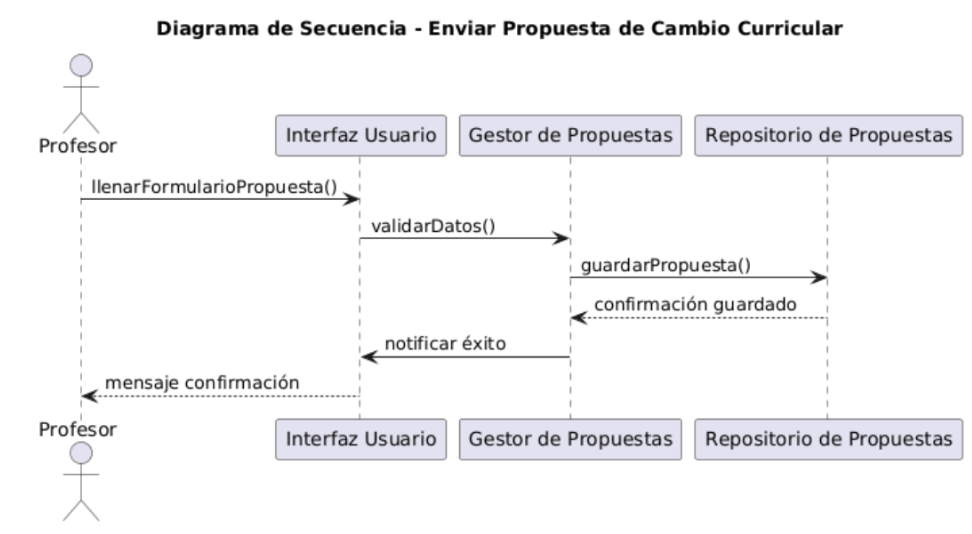 Diagrama de Secuencia - Enviar Propuesta de Cambio Curricular
Profesor
Interfaz Usuario
Gestor de Propuestas
Repositorio de Propuestas
llenarFormularioPropuesta()
validarDatos()
guardarPropuesta()
confirmación guardado
notificar éxito
mensaje confirmación
Profesor
Interfaz Usuario
Gestor de Propuestas
Repositorio de Propuestas